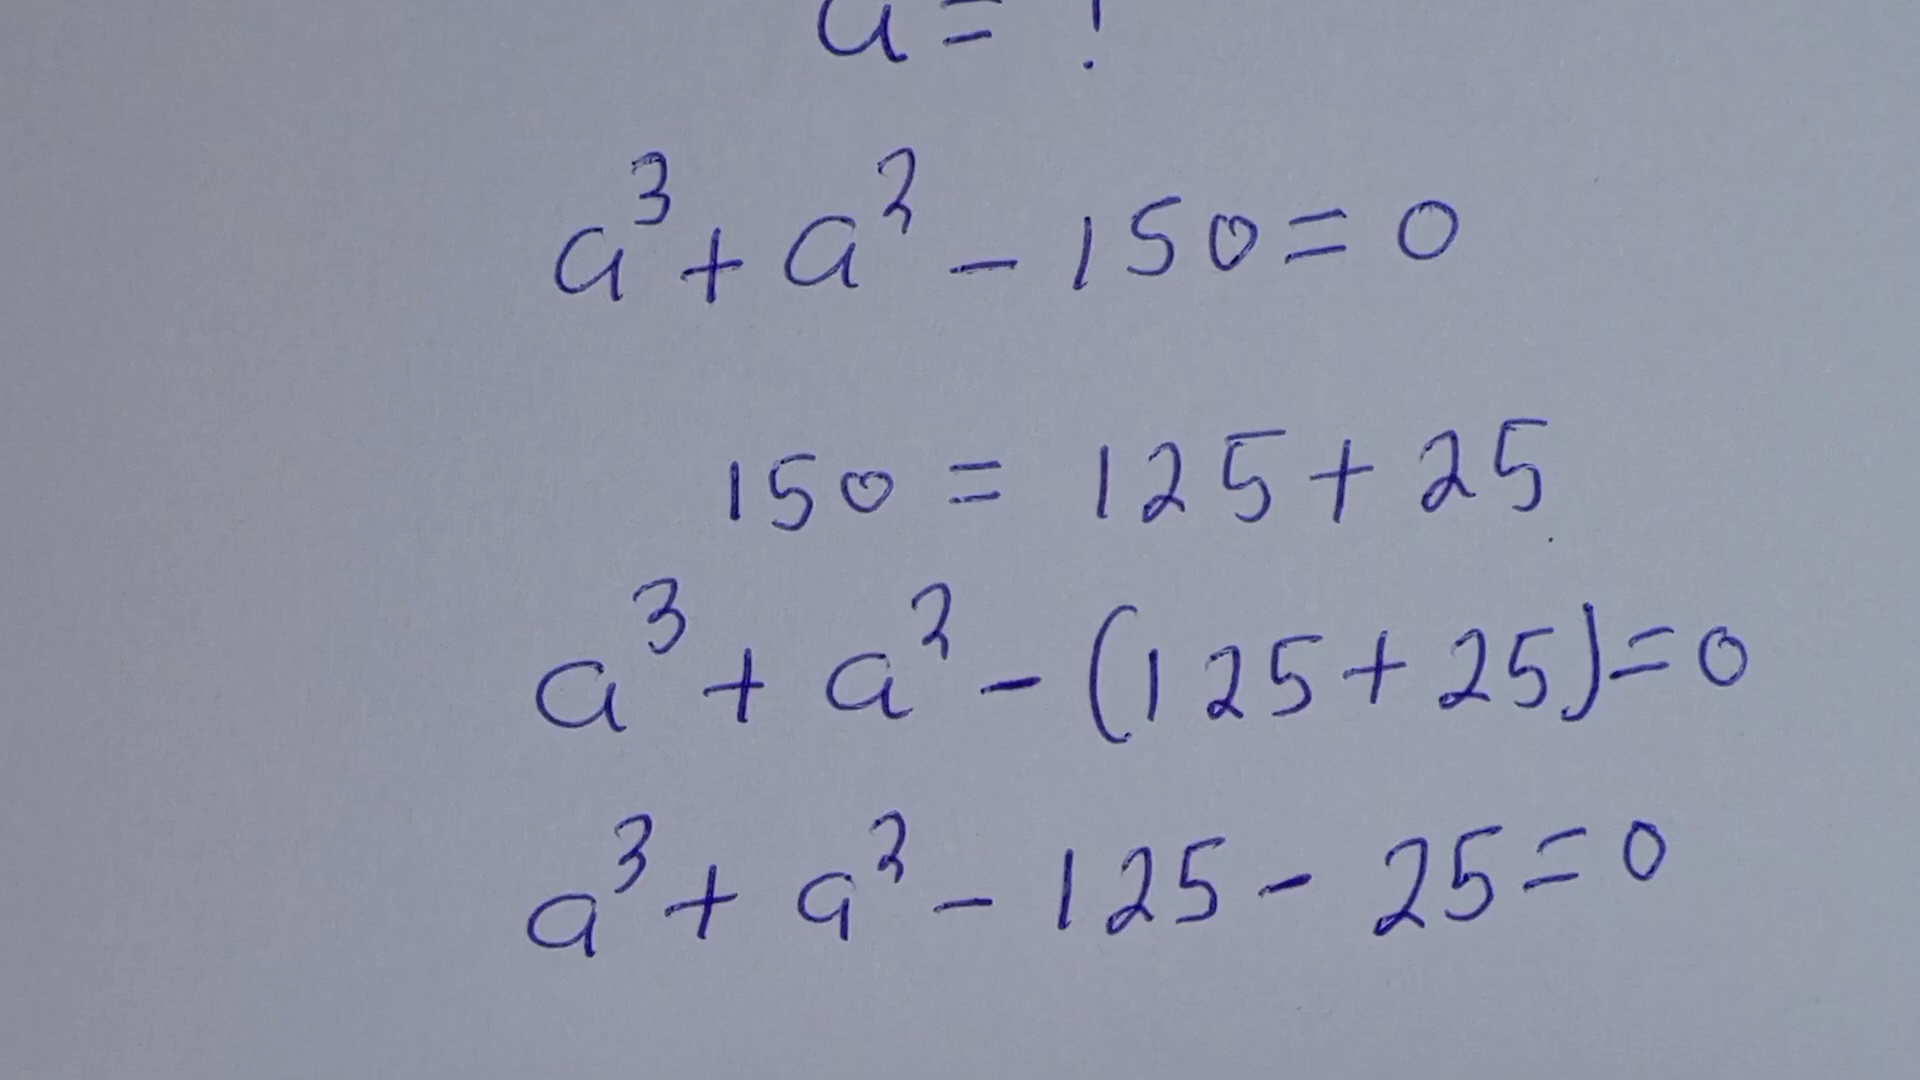 a = ?
a³ + a² - 150 = 0
150 = 125 + 25
a³ + a² - (125 + 25) = 0
a³ + a² - 125 - 25 = 0